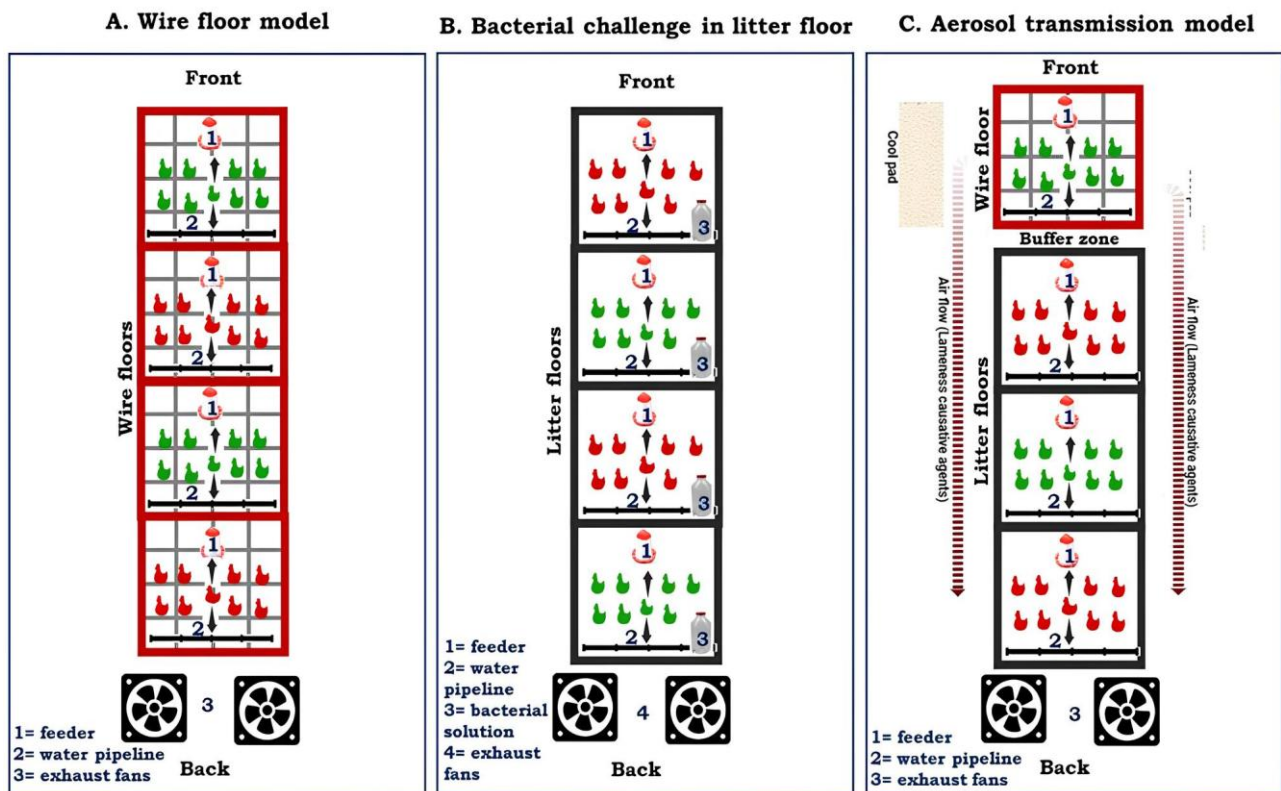 A. Wire floor model
Front
1
2
1
2
1
2
1
2
Wire floors
3
1= feeder
2= water pipeline
3= exhaust fans
Back
B. Bacterial challenge in litter floor
Front
1
2
3
1
2
3
1
2
3
1
2
3
Litter floors
4
1= feeder
2= water
pipeline
3= bacterial
solution
4= exhaust
fans
Back
C. Aerosol transmission model
Front
Cool pad
Wire floor
1
2
Buffer zone
1
2
1
2
1
2
Litter floors
Air flow (Lameness causative agents)
Air flow (Lameness causative agents)
3
1= feeder
2= water pipeline
3= exhaust fans
Back